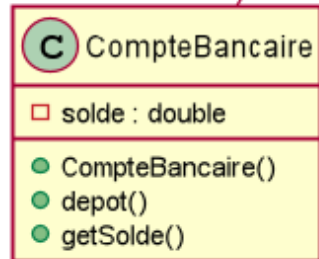 C CompteBancaire
solde : double
CompteBancaire()
depot()
getSolde()